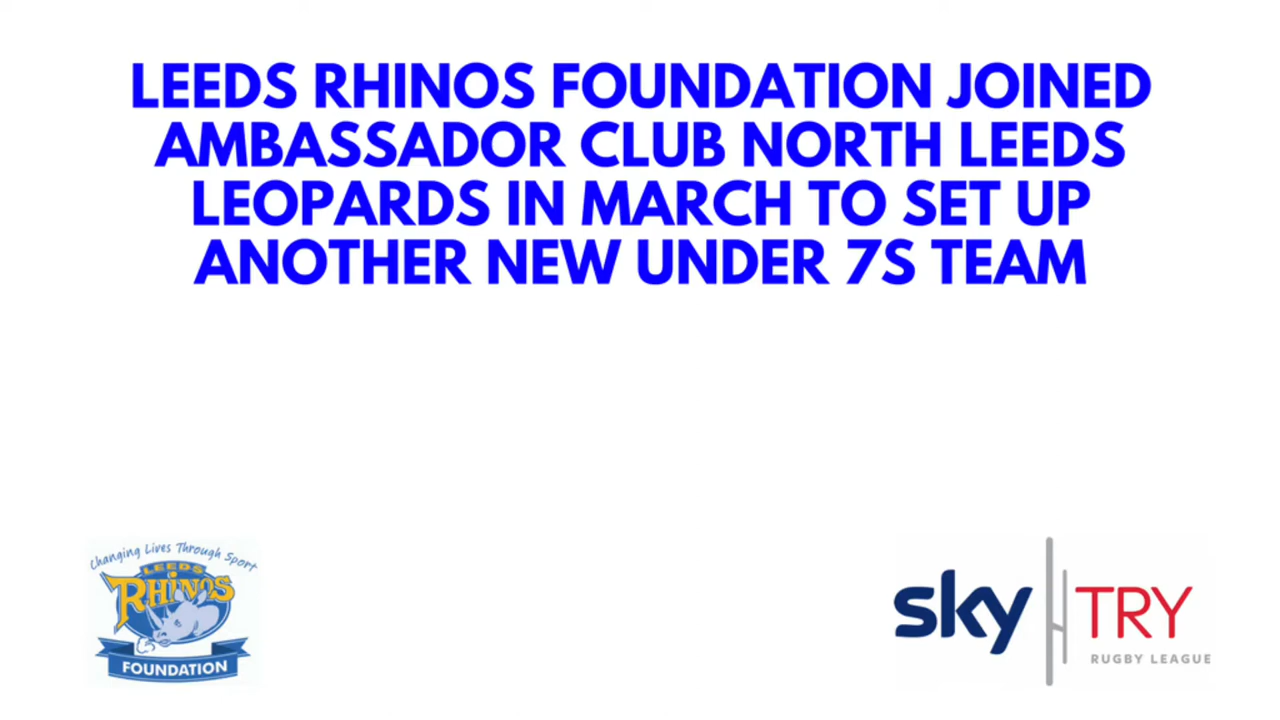 LEEDS RHINOS FOUNDATION JOINED
AMBASSADOR CLUB NORTH LEEDS
LEOPARDS IN MARCH TO SET UP
ANOTHER NEW UNDER 7S TEAM
Changing Lives Through Sport
LEEDS
RHINOS
FOUNDATION
sky
TRY
RUGBY LEAGUE